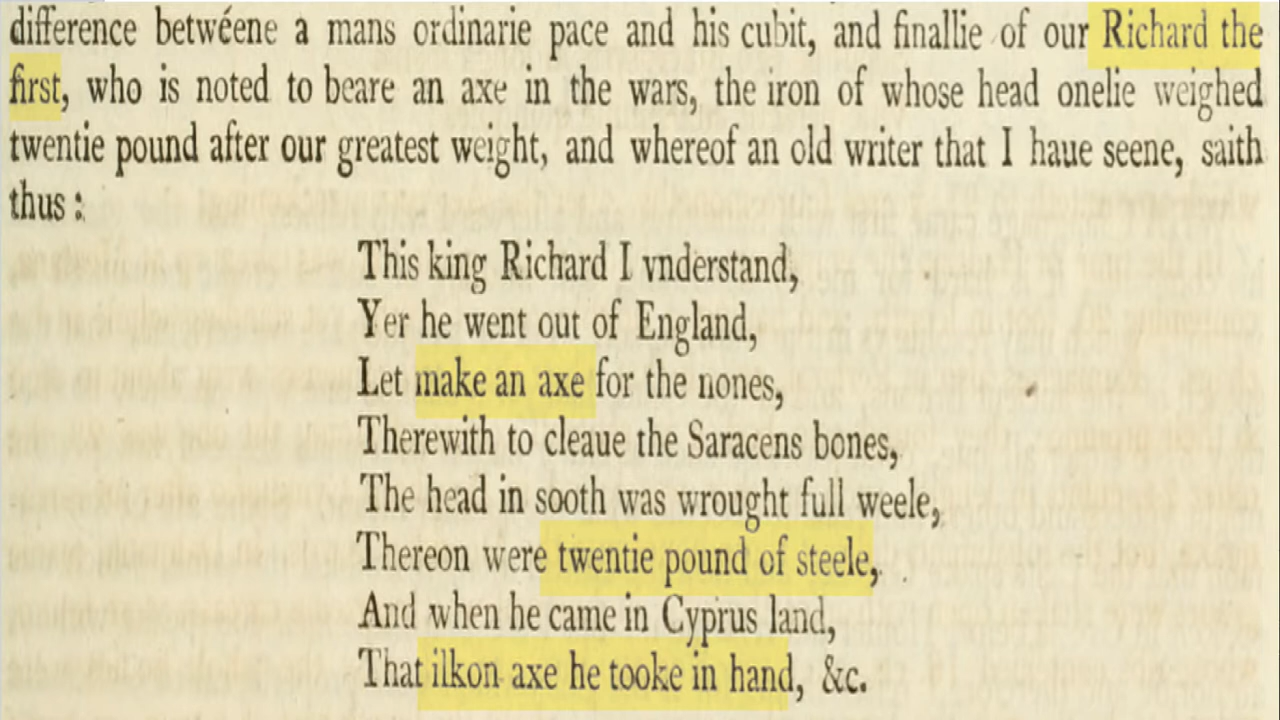 difference betwéene a mans ordinarie pace and his cubit, and finallie of our Richard the
first, who is noted to beare an axe in the wars, the iron of whose head onelie weighed
twentie pound after our greatest weight, and whereof an old writer that I haue seene, saith
thus :
This king Richard I vnderstand,
Yer he went out of England,
Let make an axe for the nones,
Therewith to cleaue the Saracens bones,
The head in sooth was wrought full weele,
Thereon were twentie pound of steele,
And when he came in Cyprus land,
That ilkon axe he tooke in hand, &c.